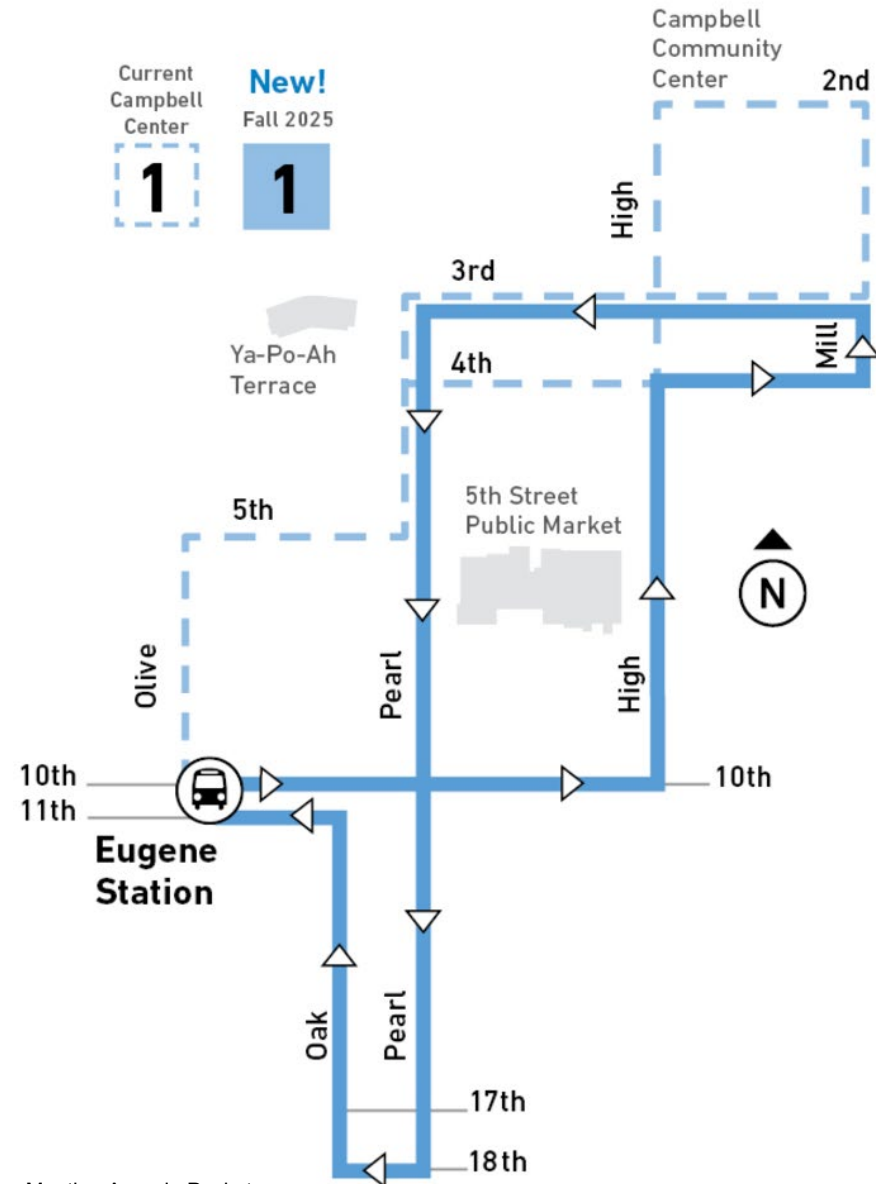 Campbell
Community
Center
2nd
Current
Campbell
Center
New!
Fall 2025
1
1
High
3rd
Ya-Po-Ah
Terrace
4th
Mill
5th
5th Street
Public Market
N
Olive
Pearl
High
10th
10th
11th
Eugene
Station
Oak
Pearl
17th
18th